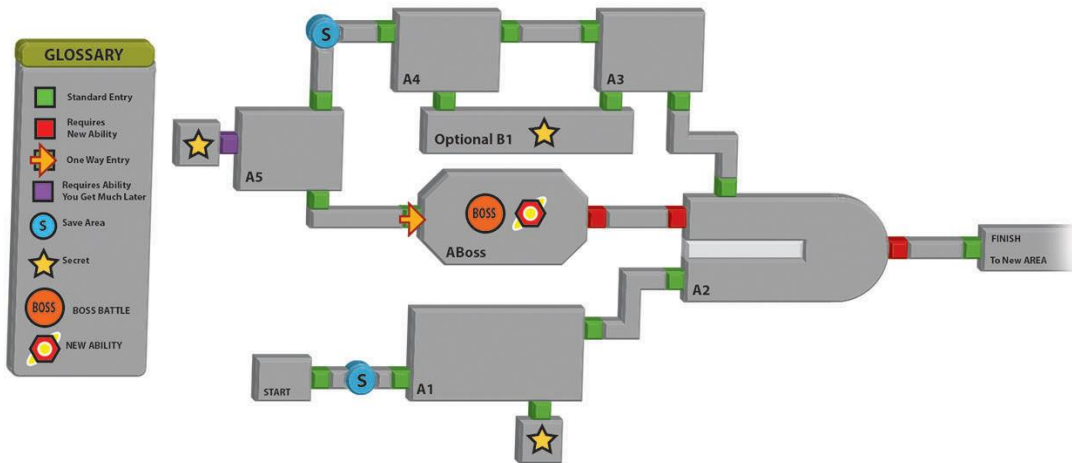 GLOSSARY
Standard Entry
Requires
New Ability
One Way Entry
Requires Ability
You Get Much Later
S
Save Area
Secret
BOSS
BOSS BATTLE
NEW ABILITY
S
A4
A3
Optional B1
A5
BOSS
ABoss
A2
FINISH
To New AREA
START
S
A1